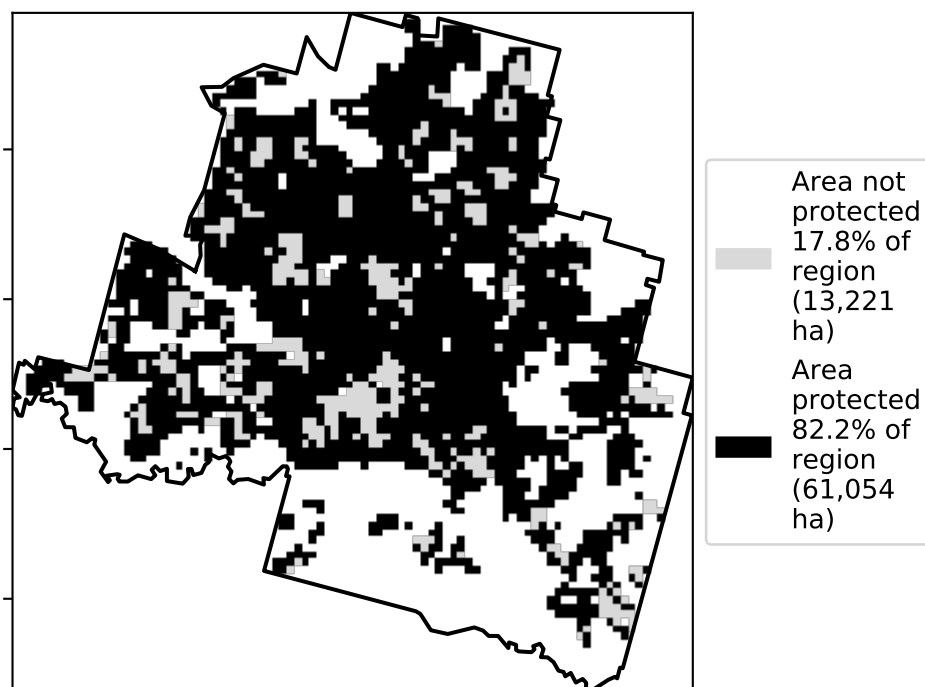 Area not
protected
17.8% of
region
(13,221
ha)
Area
protected
82.2% of
region
(61,054
ha)